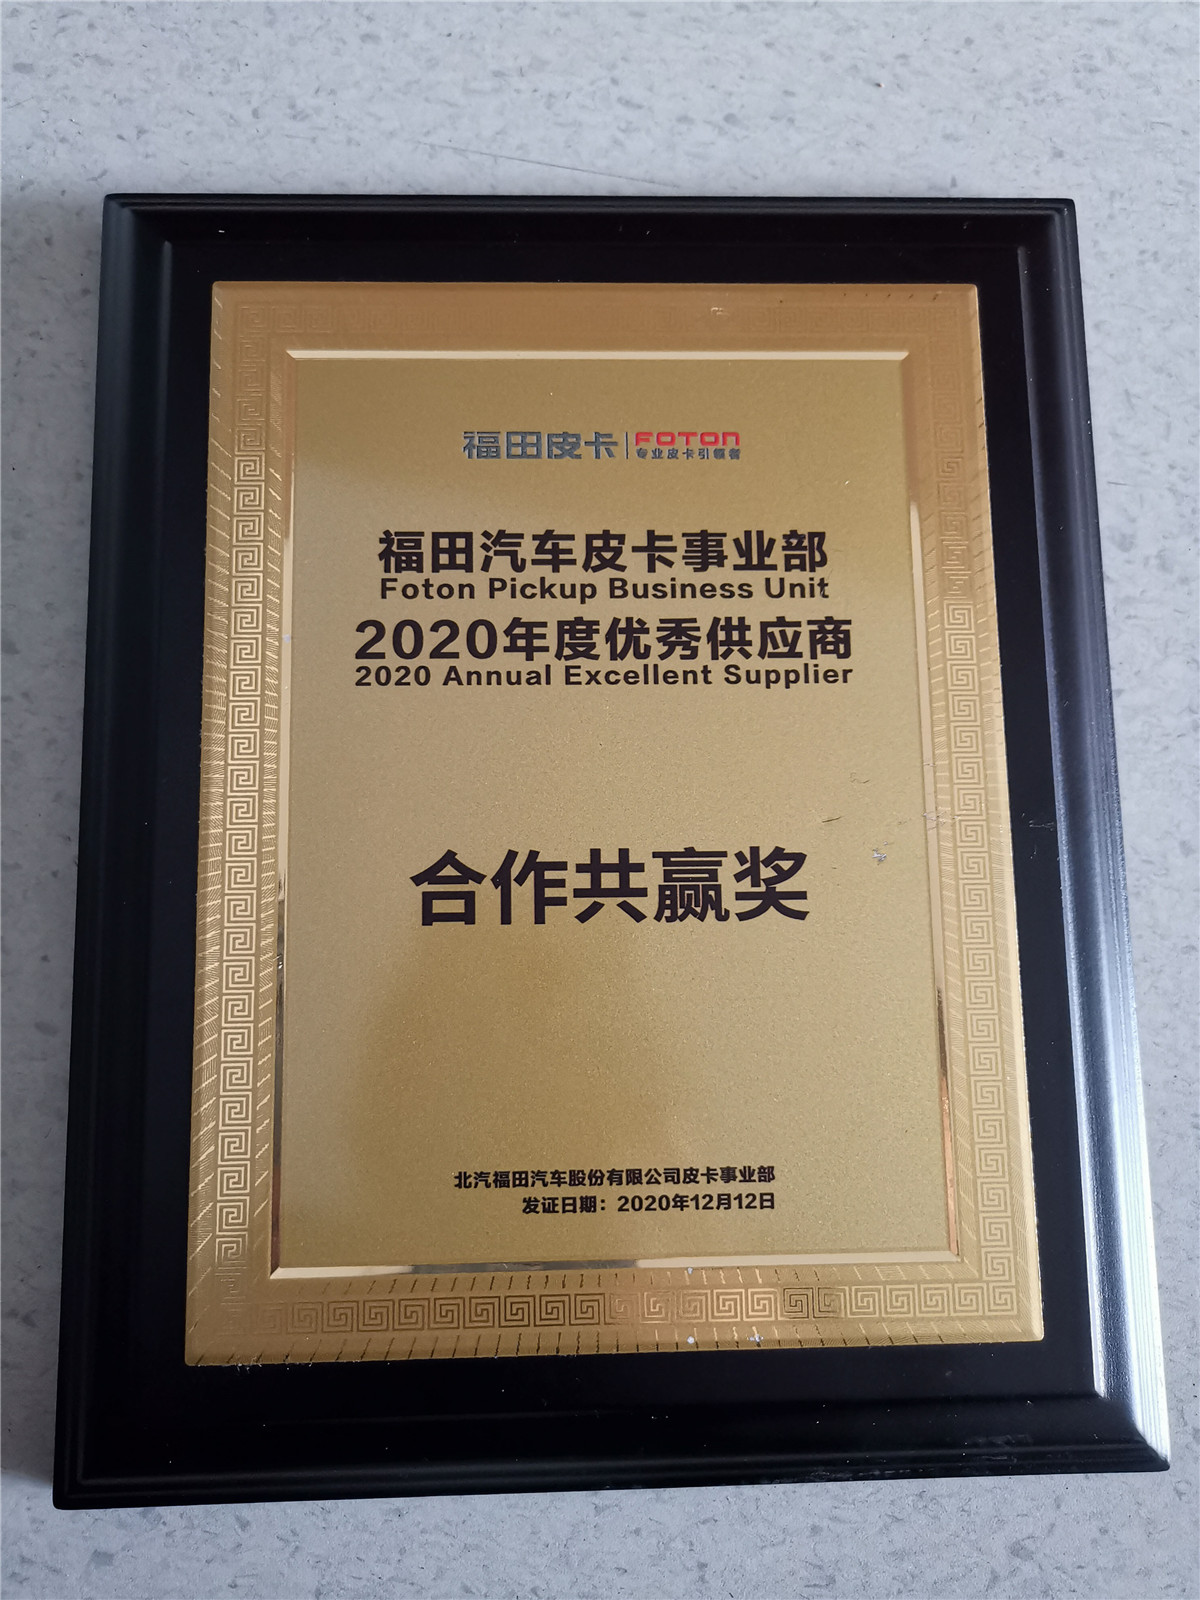 福田皮卡 FOTON
专业皮卡引领者
福田汽车皮卡事业部
Foton Pickup Business Unit
2020年度优秀供应商
2020 Annual Excellent Supplier
合作共赢奖
北汽福田汽车股份有限公司皮卡事业部
发证日期：2020年12月12日